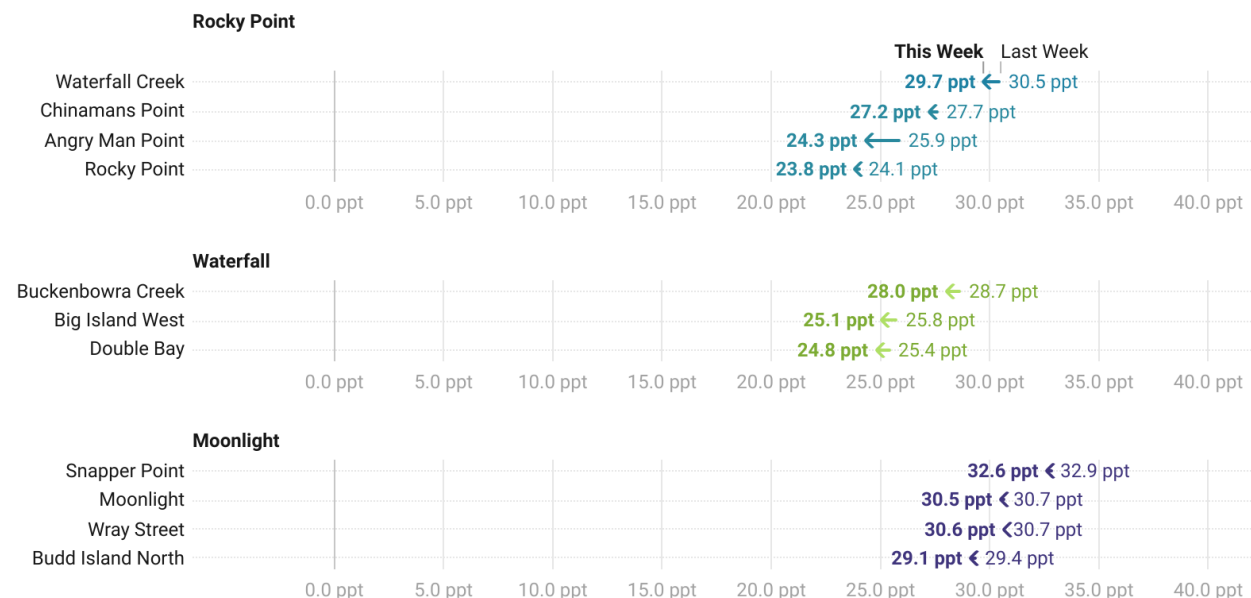 Rocky Point
This Week Last Week
Waterfall Creek 29.7 ppt 30.5 ppt
Chinamans Point 27.2 ppt 27.7 ppt
Angry Man Point 24.3 ppt 25.9 ppt
Rocky Point 23.8 ppt 24.1 ppt
0.0 ppt 5.0 ppt 10.0 ppt 15.0 ppt 20.0 ppt 25.0 ppt 30.0 ppt 35.0 ppt 40.0 ppt
Waterfall
Buckenbowra Creek 28.0 ppt 28.7 ppt
Big Island West 25.1 ppt 25.8 ppt
Double Bay 24.8 ppt 25.4 ppt
0.0 ppt 5.0 ppt 10.0 ppt 15.0 ppt 20.0 ppt 25.0 ppt 30.0 ppt 35.0 ppt 40.0 ppt
Moonlight
Snapper Point 32.6 ppt 32.9 ppt
Moonlight 30.5 ppt 30.7 ppt
Wray Street 30.6 ppt 30.7 ppt
Budd Island North 29.1 ppt 29.4 ppt
0.0 ppt 5.0 ppt 10.0 ppt 15.0 ppt 20.0 ppt 25.0 ppt 30.0 ppt 35.0 ppt 40.0 ppt